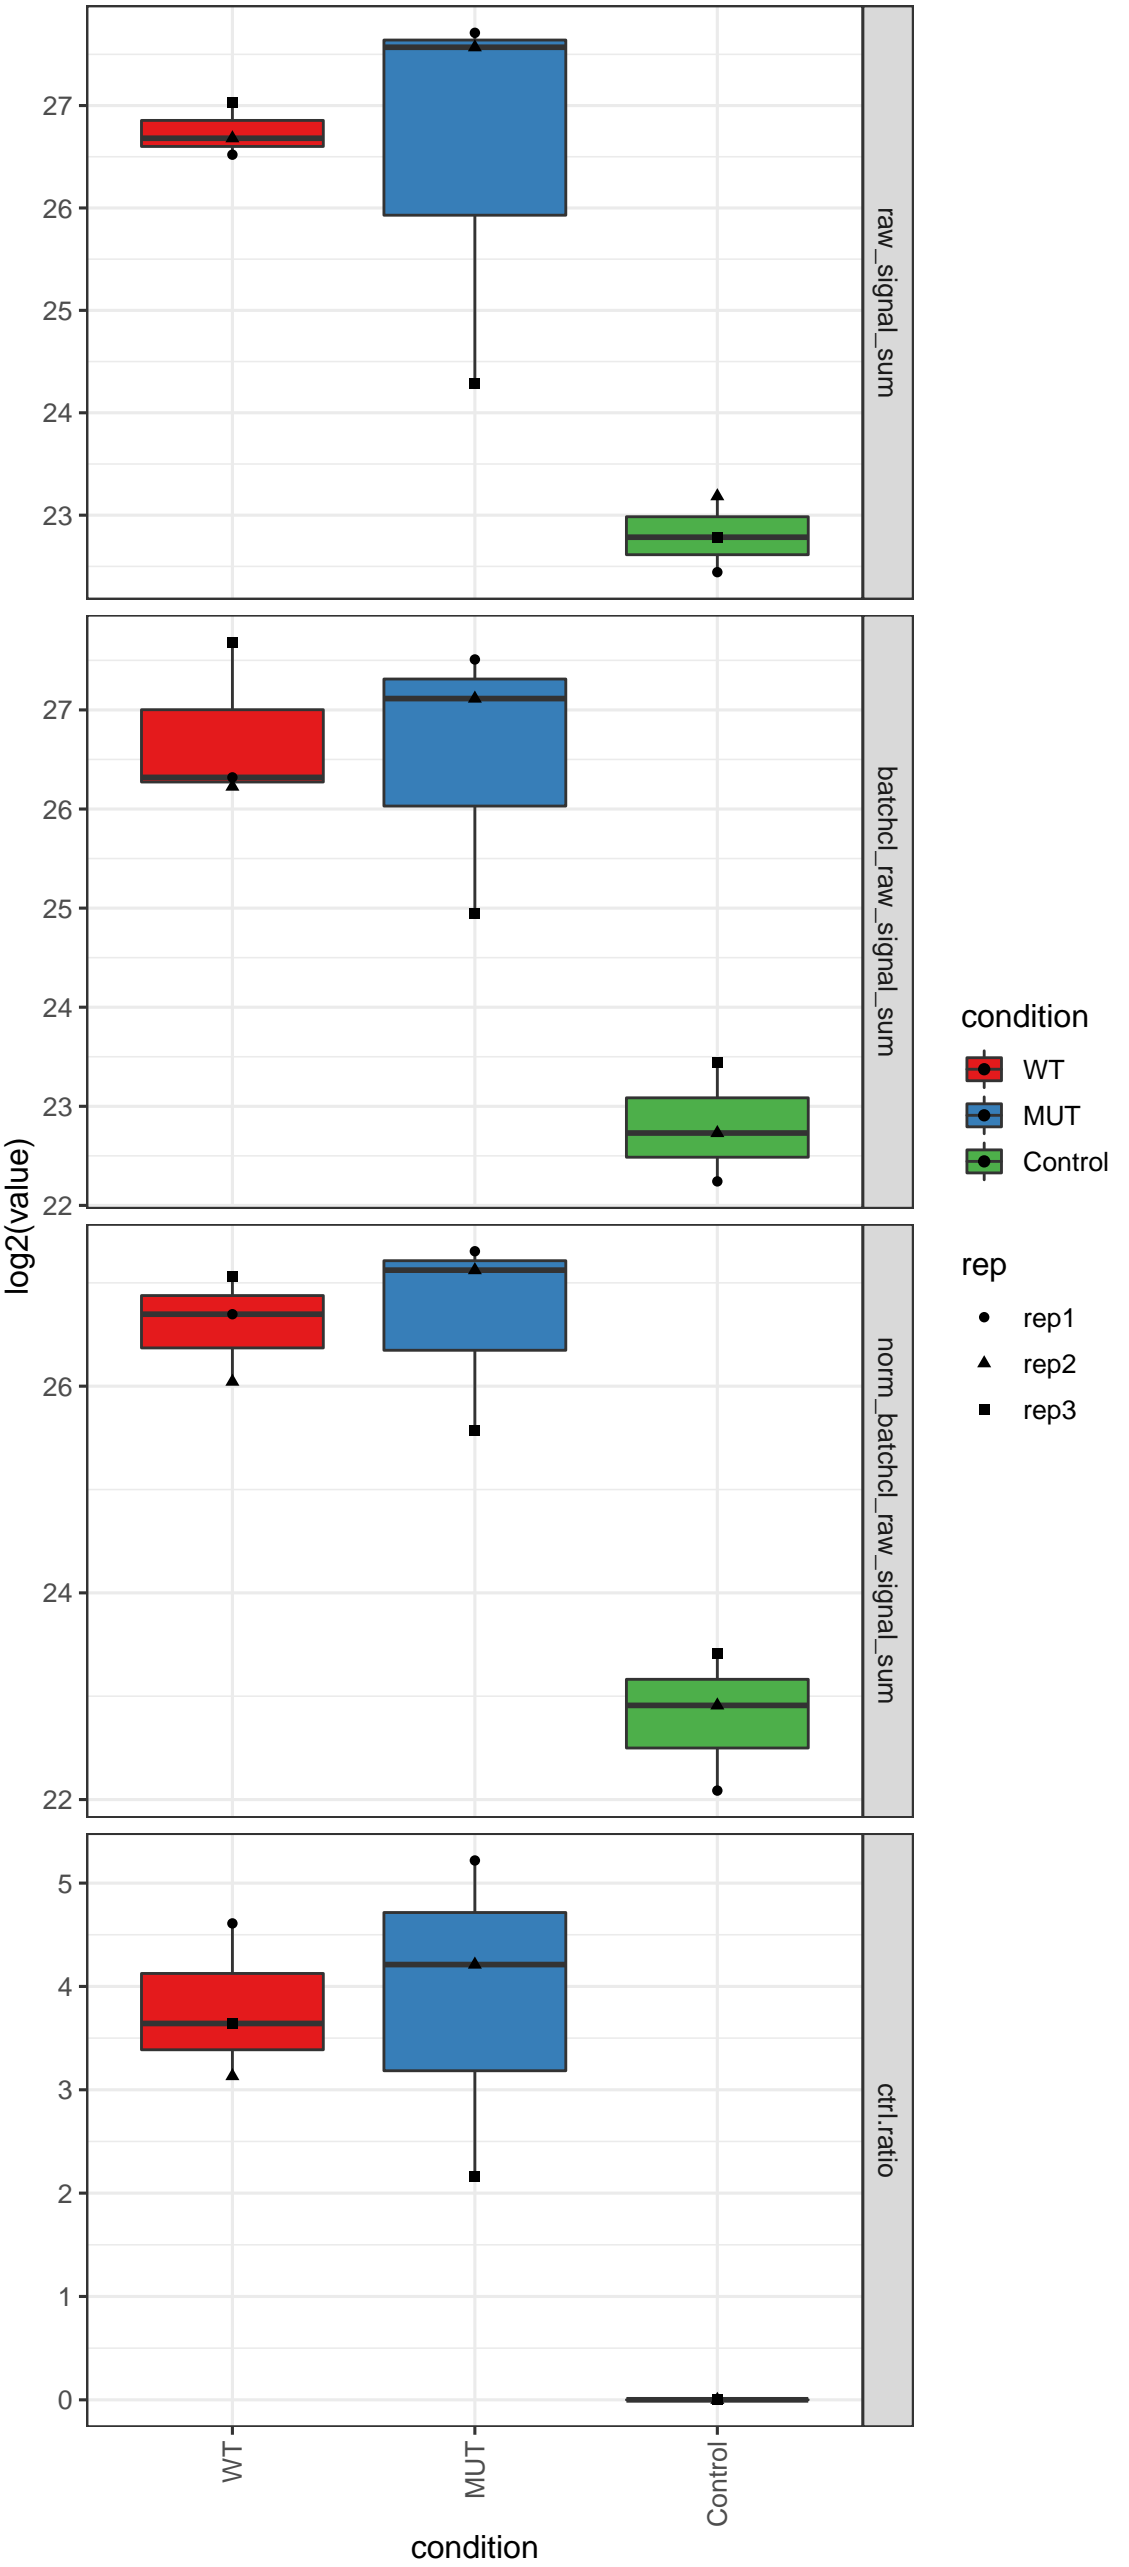 27
26
25
24
23
raw_signal_sum
27
26
25
24
23
22
batchcl_raw_signal_sum
26
24
22
norm_batchcl_raw_signal_sum
5
4
3
2
1
0
ctrl.ratio
log2(value)
WT
MUT
Control
condition
condition
WT
MUT
Control
rep
rep1
rep2
rep3